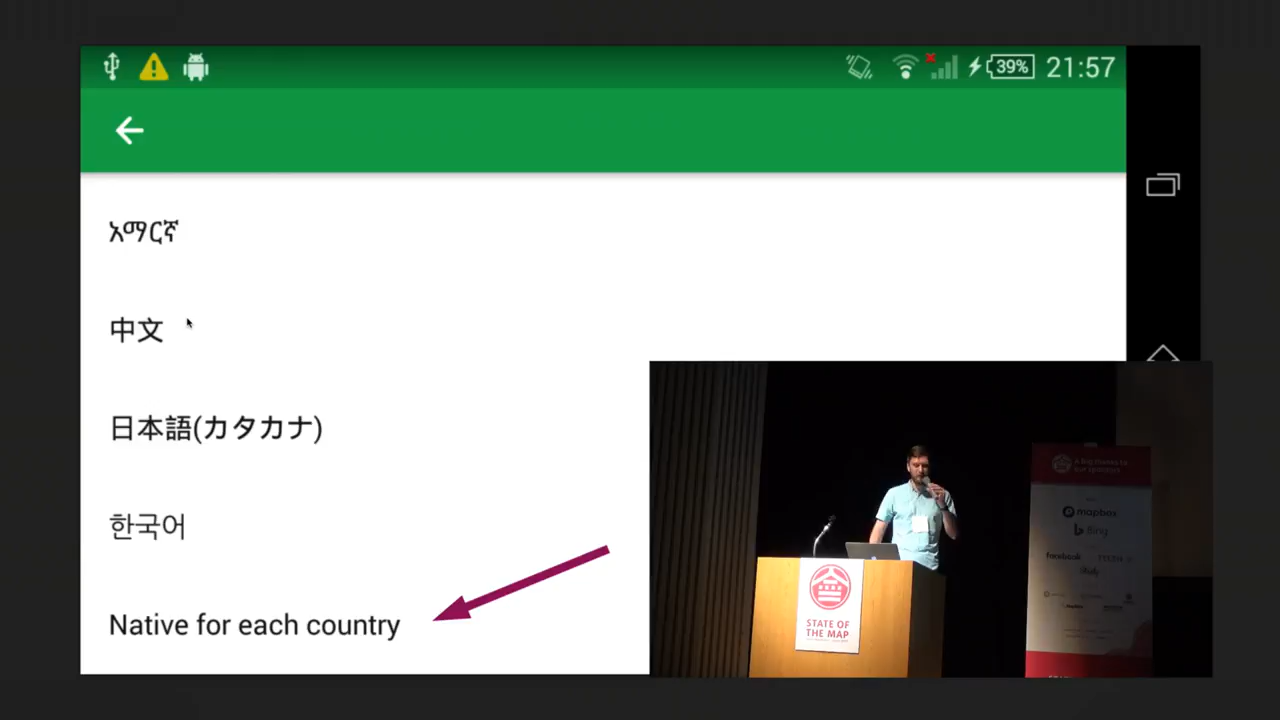 39%
21:57
አማርኛ
中文
日本語(カタカナ)
한국어
Native for each country
STATE OF
THE MAP
mapbox
Bing
facebook